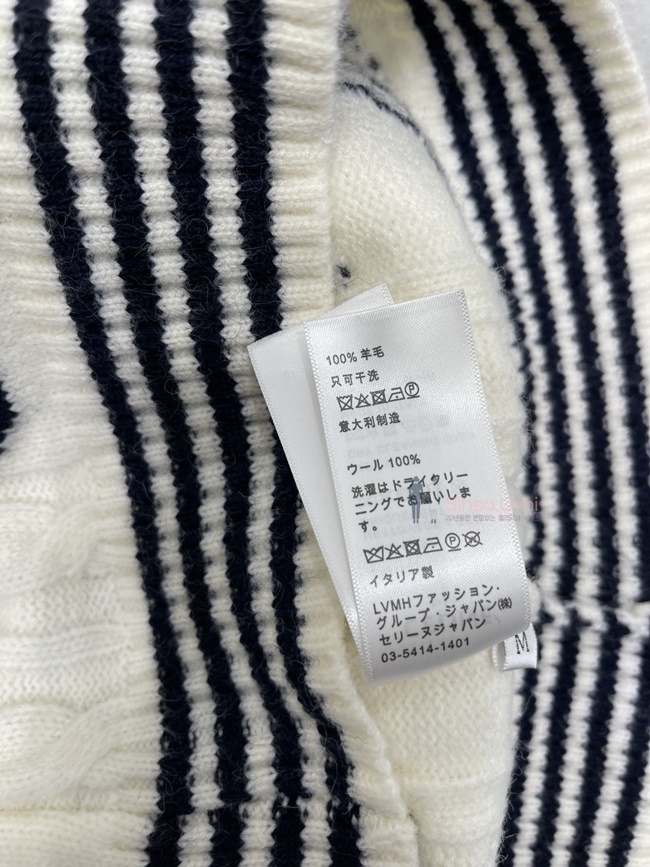 100% 羊毛
只可干洗
意大利制造
ウール 100%
洗濯はドライクリー
ニングでお願いしま
す。
イタリア製
LVMHファッション・
グループ・ジャパン(株)
セリーヌジャパン
03-5414-1401
M